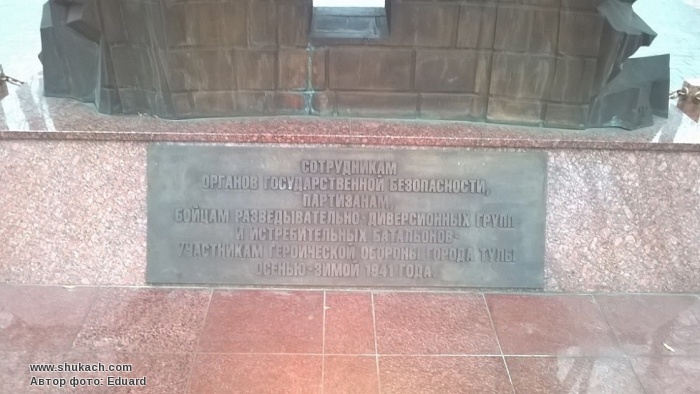 СОТРУДНИКАМ
ОРГАНОВ ГОСУДАРСТВЕННОЙ БЕЗОПАСНОСТИ,
ПАРТИЗАНАМ,
БОЙЦАМ РАЗВЕДЫВАТЕЛЬНО-ДИВЕРСИОННЫХ ГРУПП
И ИСТРЕБИТЕЛЬНЫХ БАТАЛЬОНОВ-
УЧАСТНИКАМ ГЕРОИЧЕСКОЙ ОБОРОНЫ ГОРОДА ТУЛЫ
ОСЕНЬЮ-ЗИМОЙ 1941 ГОДА
www.shukach.com
Автор фото: Eduard